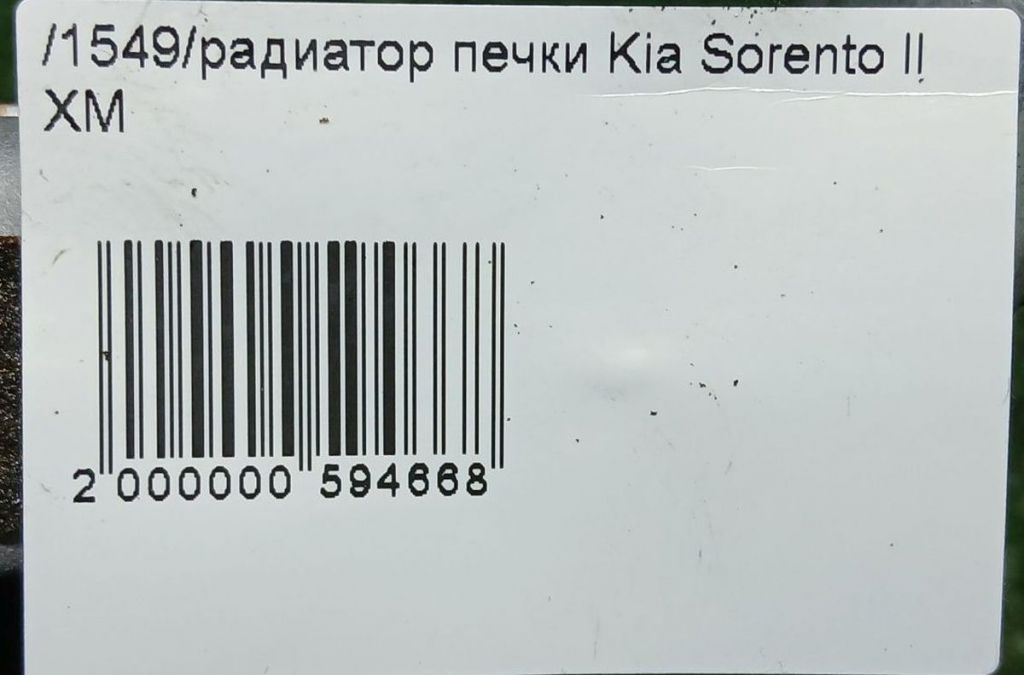 /1549/радиатор печки Kia Sorento II
XM
2 000000 594668